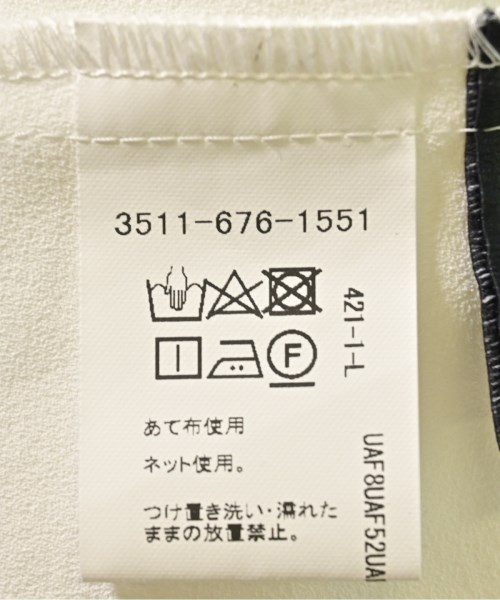 3511-676-1551
421-1-L
F
あて布使用
ネット使用。
つけ置き洗い・濡れた
ままの放置禁止。
UAF8UAF52UA